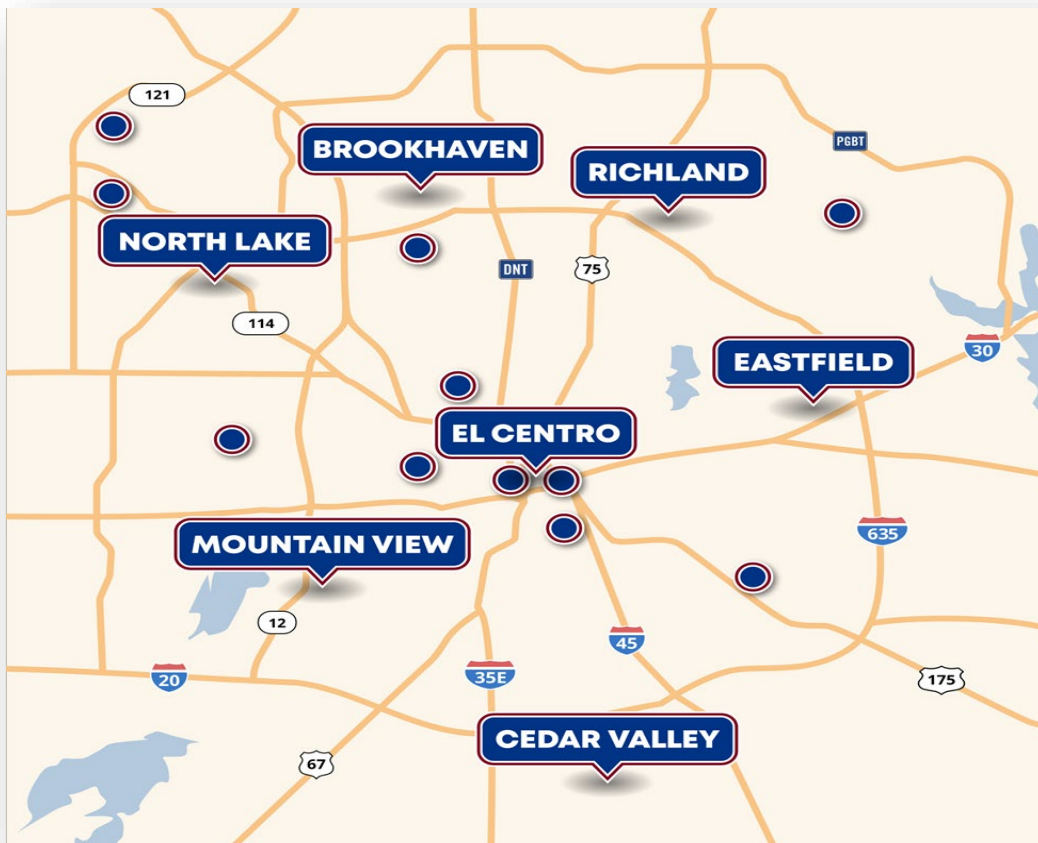 121
PGBT
BROOKHAVEN
RICHLAND
NORTH LAKE
DNT
75
114
30
EASTFIELD
EL CENTRO
635
MOUNTAIN VIEW
12
45
20
35E
175
CEDAR VALLEY
67